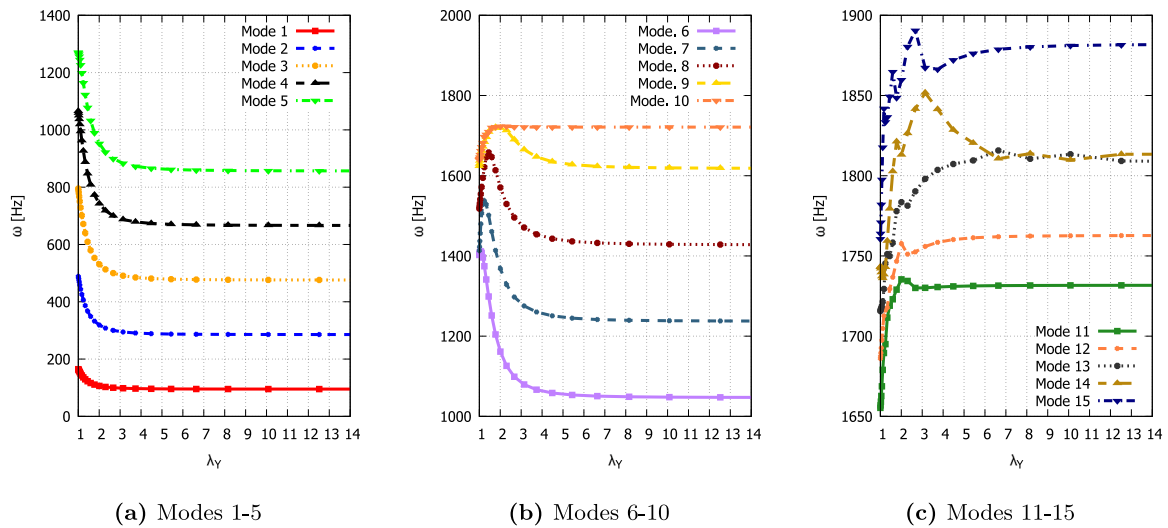 1400
1200
1000
800
600
400
200
0
ω [Hz]
Mode 1
Mode 2
Mode 3
Mode 4
Mode 5
1 2 3 4 5 6 7 8 9 10 11 12 13 14
λY
(a) Modes 1-5
2000
1800
1600
1400
1200
1000
ω [Hz]
Mode. 6
Mode. 7
Mode. 8
Mode. 9
Mode. 10
1 2 3 4 5 6 7 8 9 10 11 12 13 14
λY
(b) Modes 6-10
1900
1850
1800
1750
1700
1650
ω [Hz]
Mode 11
Mode 12
Mode 13
Mode 14
Mode 15
1 2 3 4 5 6 7 8 9 10 11 12 13 14
λY
(c) Modes 11-15